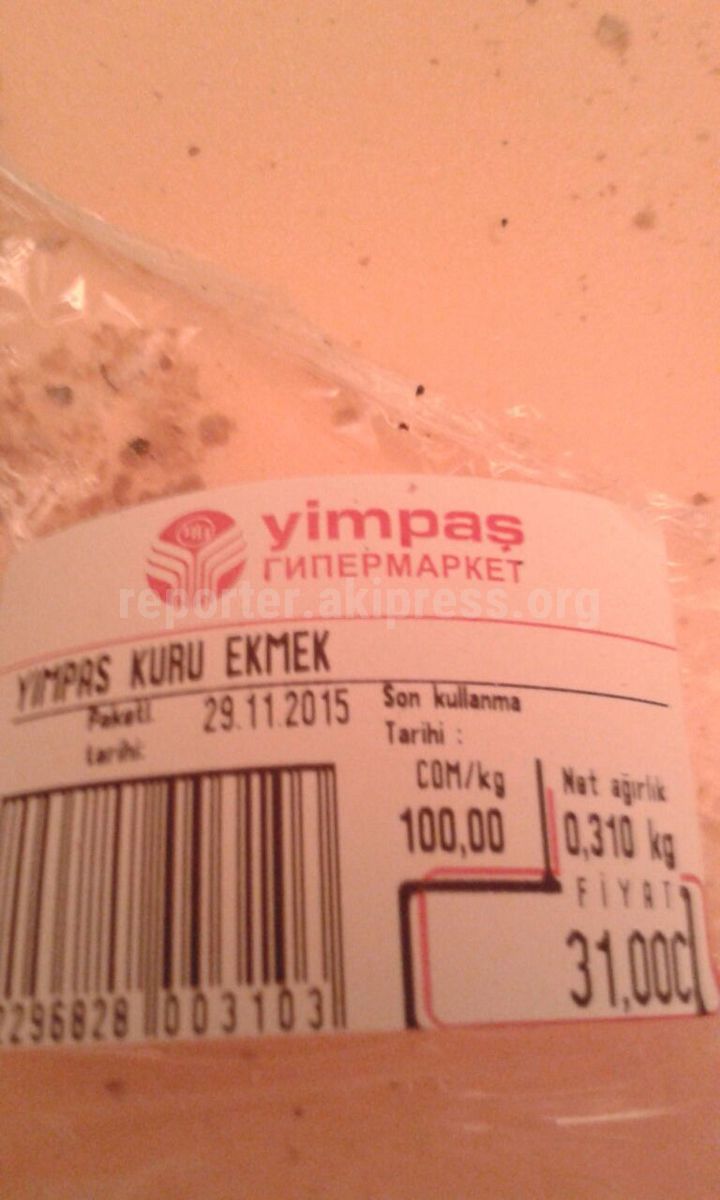 yimpaş
ГИПЕРМАРКЕТ
reporter.akipress.org
YIMPAS KURU EKMEK
Paketl. 29.11.2015 Son kullanma
tarihi: Tarihi :
COM/kg Net ağırlık
100,00 0,310 kg
FİYAT
31,00C
2296828 003103